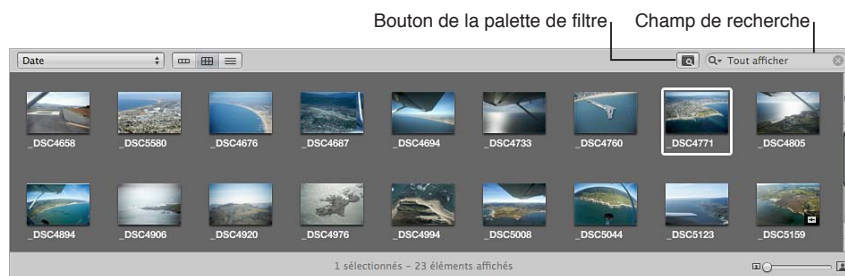 Bouton de la palette de filtre Champ de recherche
Date Tout afficher
_DSC4658 _DSC5580 _DSC4676 _DSC4687 _DSC4694 _DSC4733 _DSC4760 _DSC4771 _DSC4805
_DSC4894 _DSC4906 _DSC4920 _DSC4976 _DSC4994 _DSC5008 _DSC5044 _DSC5123 _DSC5159
1 sélectionnés – 23 éléments affichés